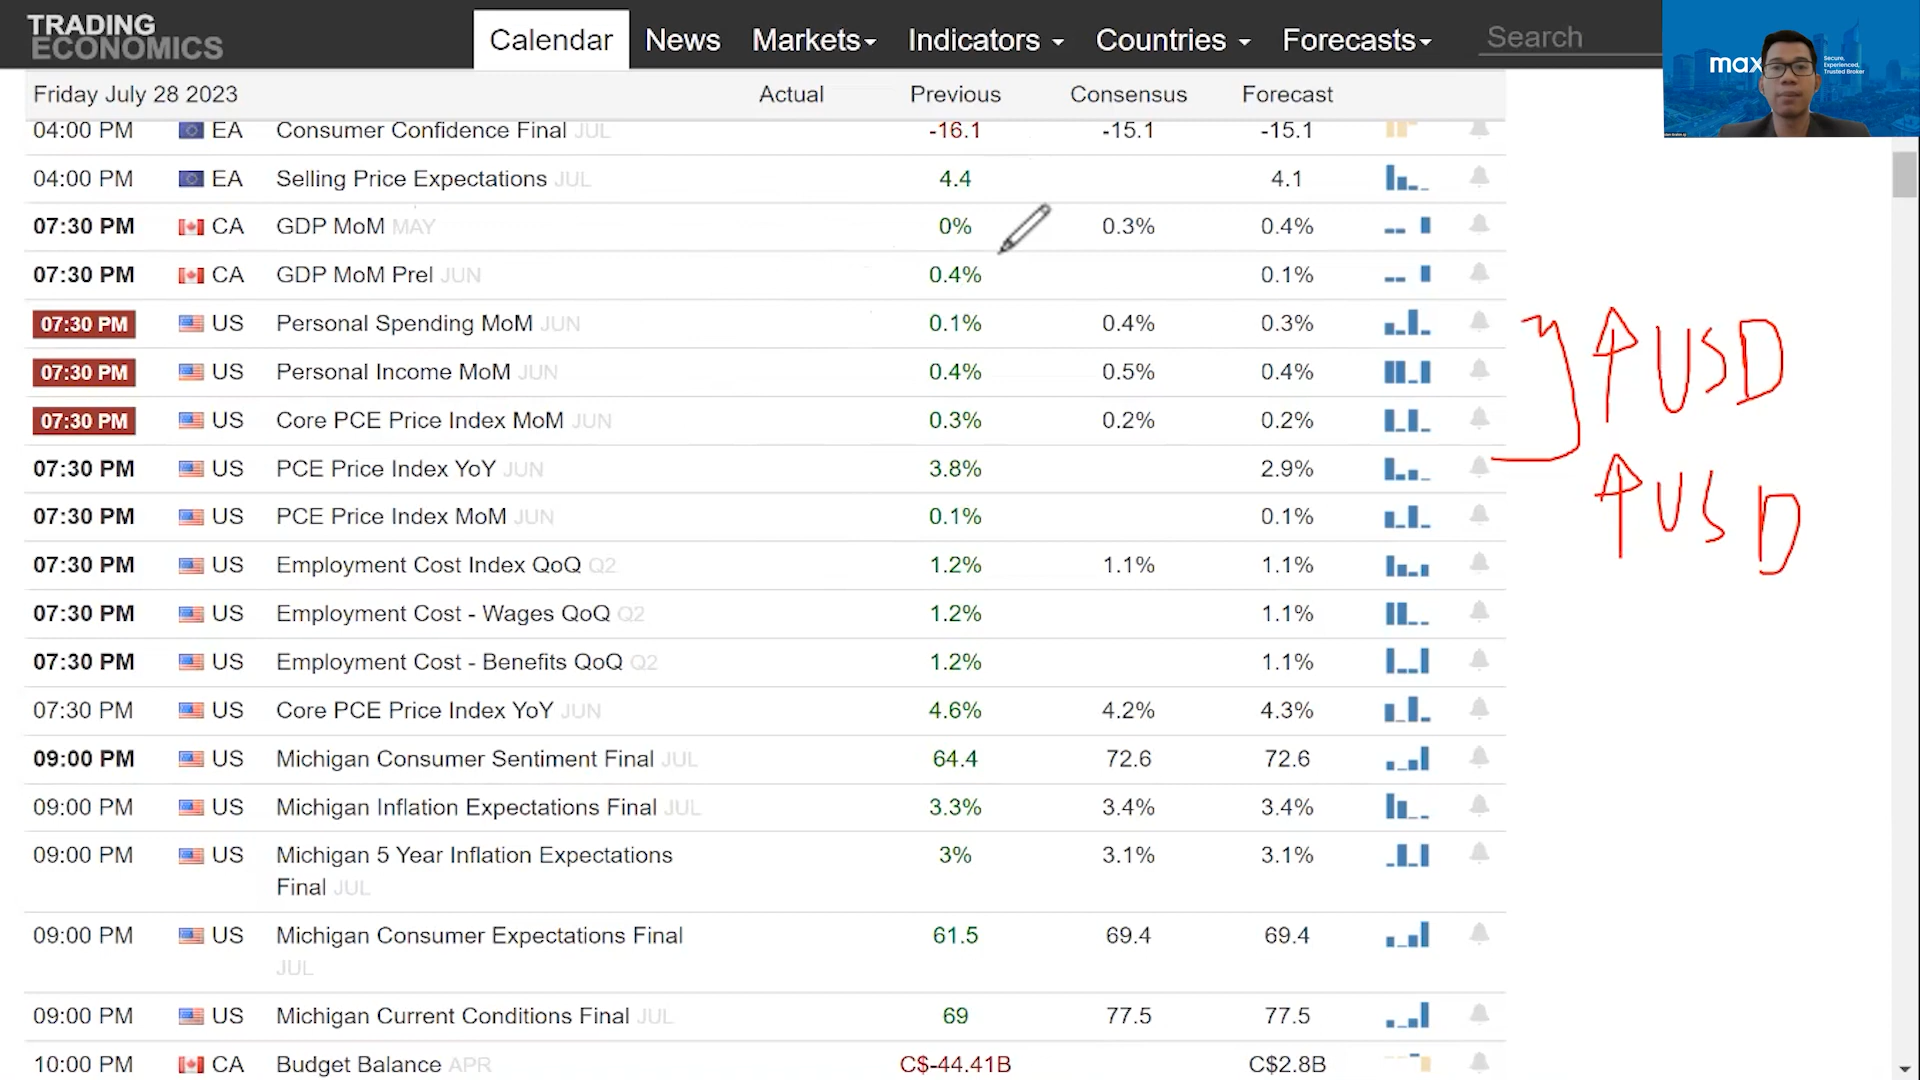 TRADING
ECONOMICS
Calendar News Markets Indicators Countries Forecasts Search
max
Secure,
Experienced,
Trusted Broker
Friday July 28 2023 Actual Previous Consensus Forecast
04:00 PM EA Consumer Confidence Final JUL -16.1 -15.1 -15.1
04:00 PM EA Selling Price Expectations JUL 4.4 4.1
07:30 PM CA GDP MoM MAY 0% 0.3% 0.4%
07:30 PM CA GDP MoM Prel JUN 0.4% 0.1%
07:30 PM US Personal Spending MoM JUN 0.1% 0.4% 0.3%
07:30 PM US Personal Income MoM JUN 0.4% 0.5% 0.4%
07:30 PM US Core PCE Price Index MoM JUN 0.3% 0.2% 0.2%
07:30 PM US PCE Price Index YoY JUN 3.8% 2.9%
07:30 PM US PCE Price Index MoM JUN 0.1% 0.1%
07:30 PM US Employment Cost Index QoQ Q2 1.2% 1.1% 1.1%
07:30 PM US Employment Cost - Wages QoQ Q2 1.2% 1.1%
07:30 PM US Employment Cost - Benefits QoQ Q2 1.2% 1.1%
07:30 PM US Core PCE Price Index YoY JUN 4.6% 4.2% 4.3%
09:00 PM US Michigan Consumer Sentiment Final JUL 64.4 72.6 72.6
09:00 PM US Michigan Inflation Expectations Final JUL 3.3% 3.4% 3.4%
09:00 PM US Michigan 5 Year Inflation Expectations 3% 3.1% 3.1%
Final JUL
09:00 PM US Michigan Consumer Expectations Final 61.5 69.4 69.4
JUL
09:00 PM US Michigan Current Conditions Final JUL 69 77.5 77.5
10:00 PM CA Budget Balance APR C$-44.41B C$2.8B
↑ USD
↑ USD